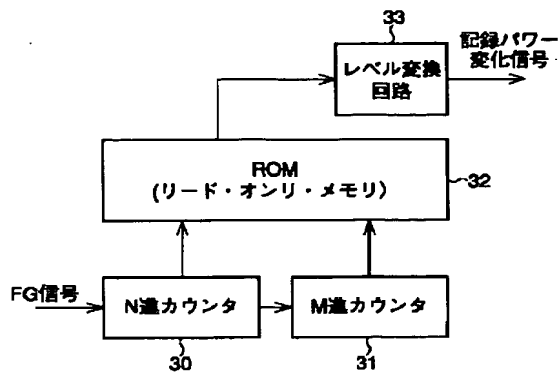 33
レベル変換
回路
記録パワー
変化信号
ROM
(リード・オンリ・メモリ)
32
FG信号
N進カウンタ
M進カウンタ
30
31